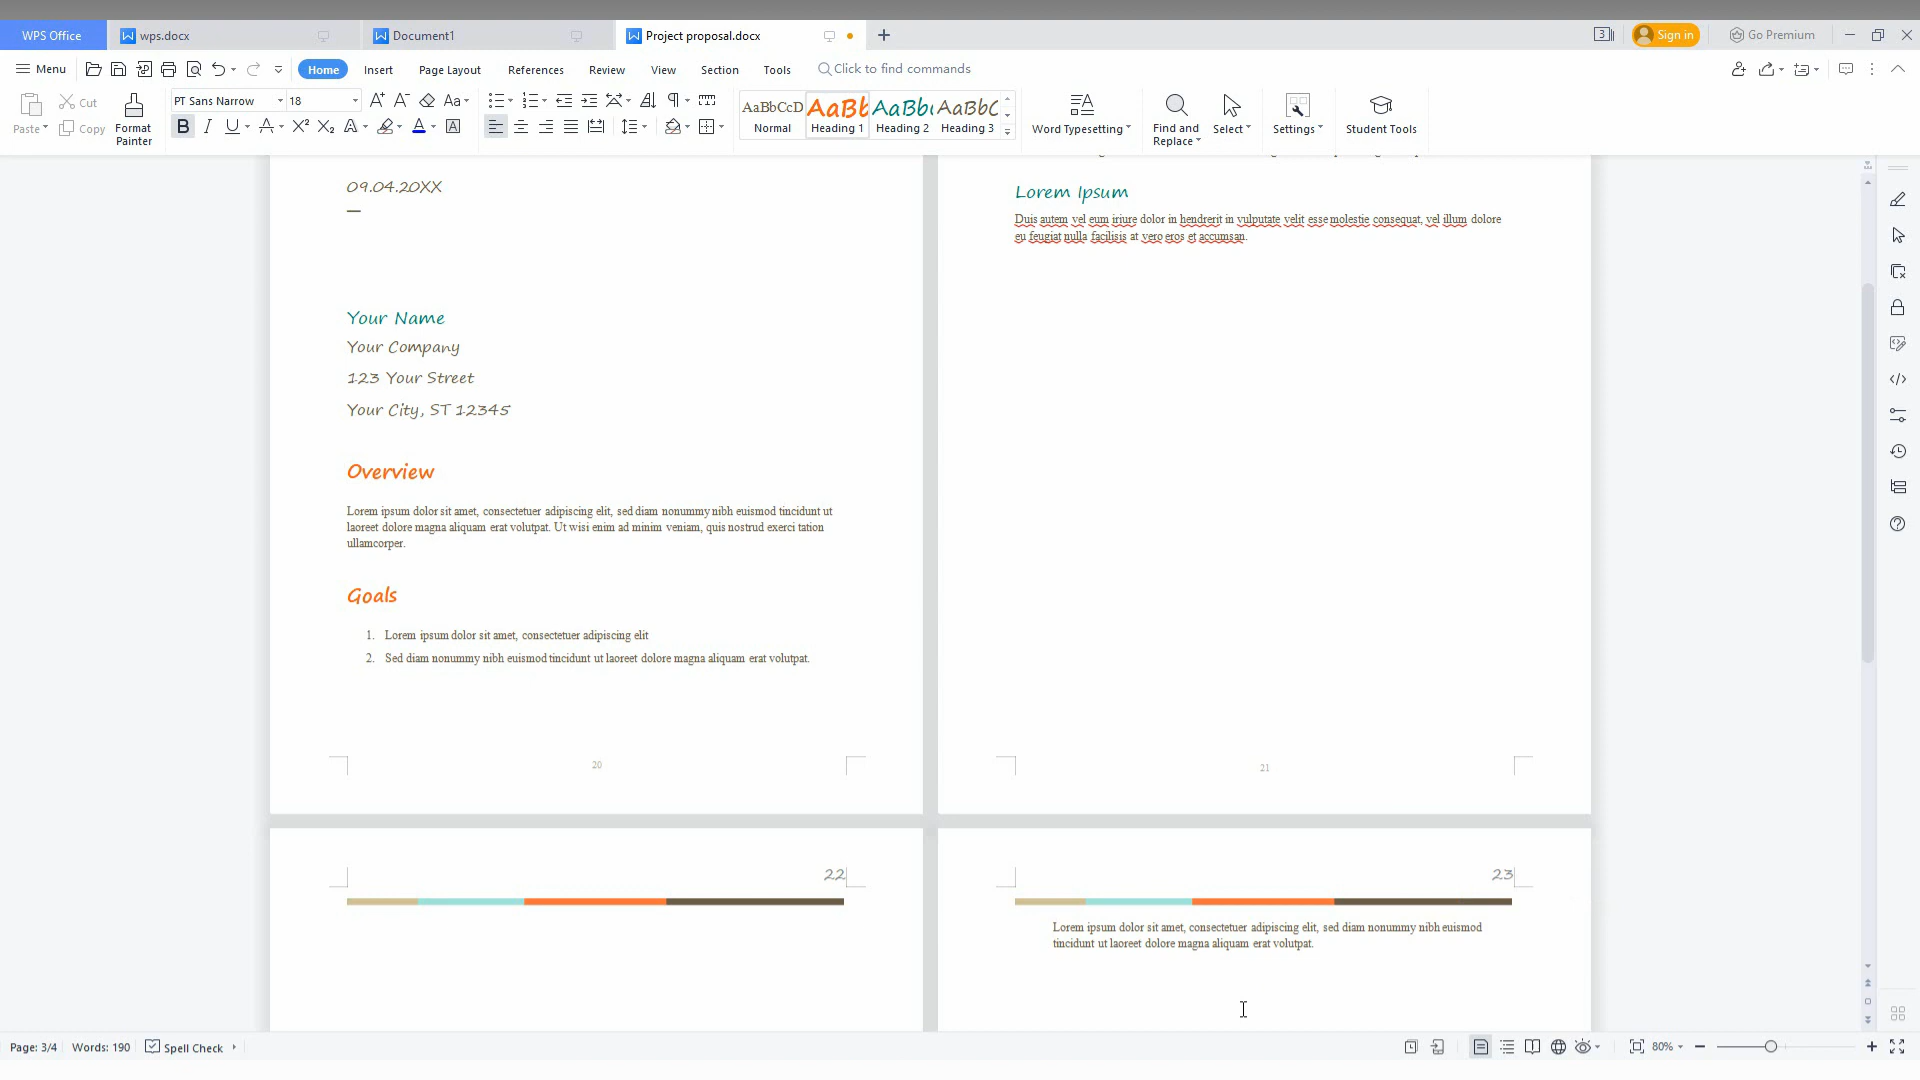 WPS Office
wps.docx
Document1
Project proposal.docx
3
Sign in
Go Premium
Menu
Home
Insert
Page Layout
References
Review
View
Section
Tools
Click to find commands
Paste
Cut
Copy
Format
Painter
PT Sans Narrow
18
AaBbCcD
Normal
AaBb
Heading 1
AaBb(
Heading 2
AaBbC
Heading 3
Word Typesetting
Find and
Replace
Select
Settings
Student Tools
09.04.20XX
—
Your Name
Your Company
123 Your Street
Your City, ST 12345
Overview
Lorem ipsum dolor sit amet, consectetuer adipiscing elit, sed diam nonummy nibh euismod tincidunt ut
laoreet dolore magna aliquam erat volutpat. Ut wisi enim ad minim veniam, quis nostrud exerci tation
ullamcorper.
Goals
1. Lorem ipsum dolor sit amet, consectetuer adipiscing elit
2. Sed diam nonummy nibh euismod tincidunt ut laoreet dolore magna aliquam erat volutpat.
20
Lorem Ipsum
Duis autem vel eum iriure dolor in hendrerit in vulputate velit esse molestie consequat, vel illum dolore
eu feugiat nulla facilisis at vero eros et accumsan.
21
22
23
Lorem ipsum dolor sit amet, consectetuer adipiscing elit, sed diam nonummy nibh euismod
tincidunt ut laoreet dolore magna aliquam erat volutpat.
Page: 3/4
Words: 190
Spell Check
80%